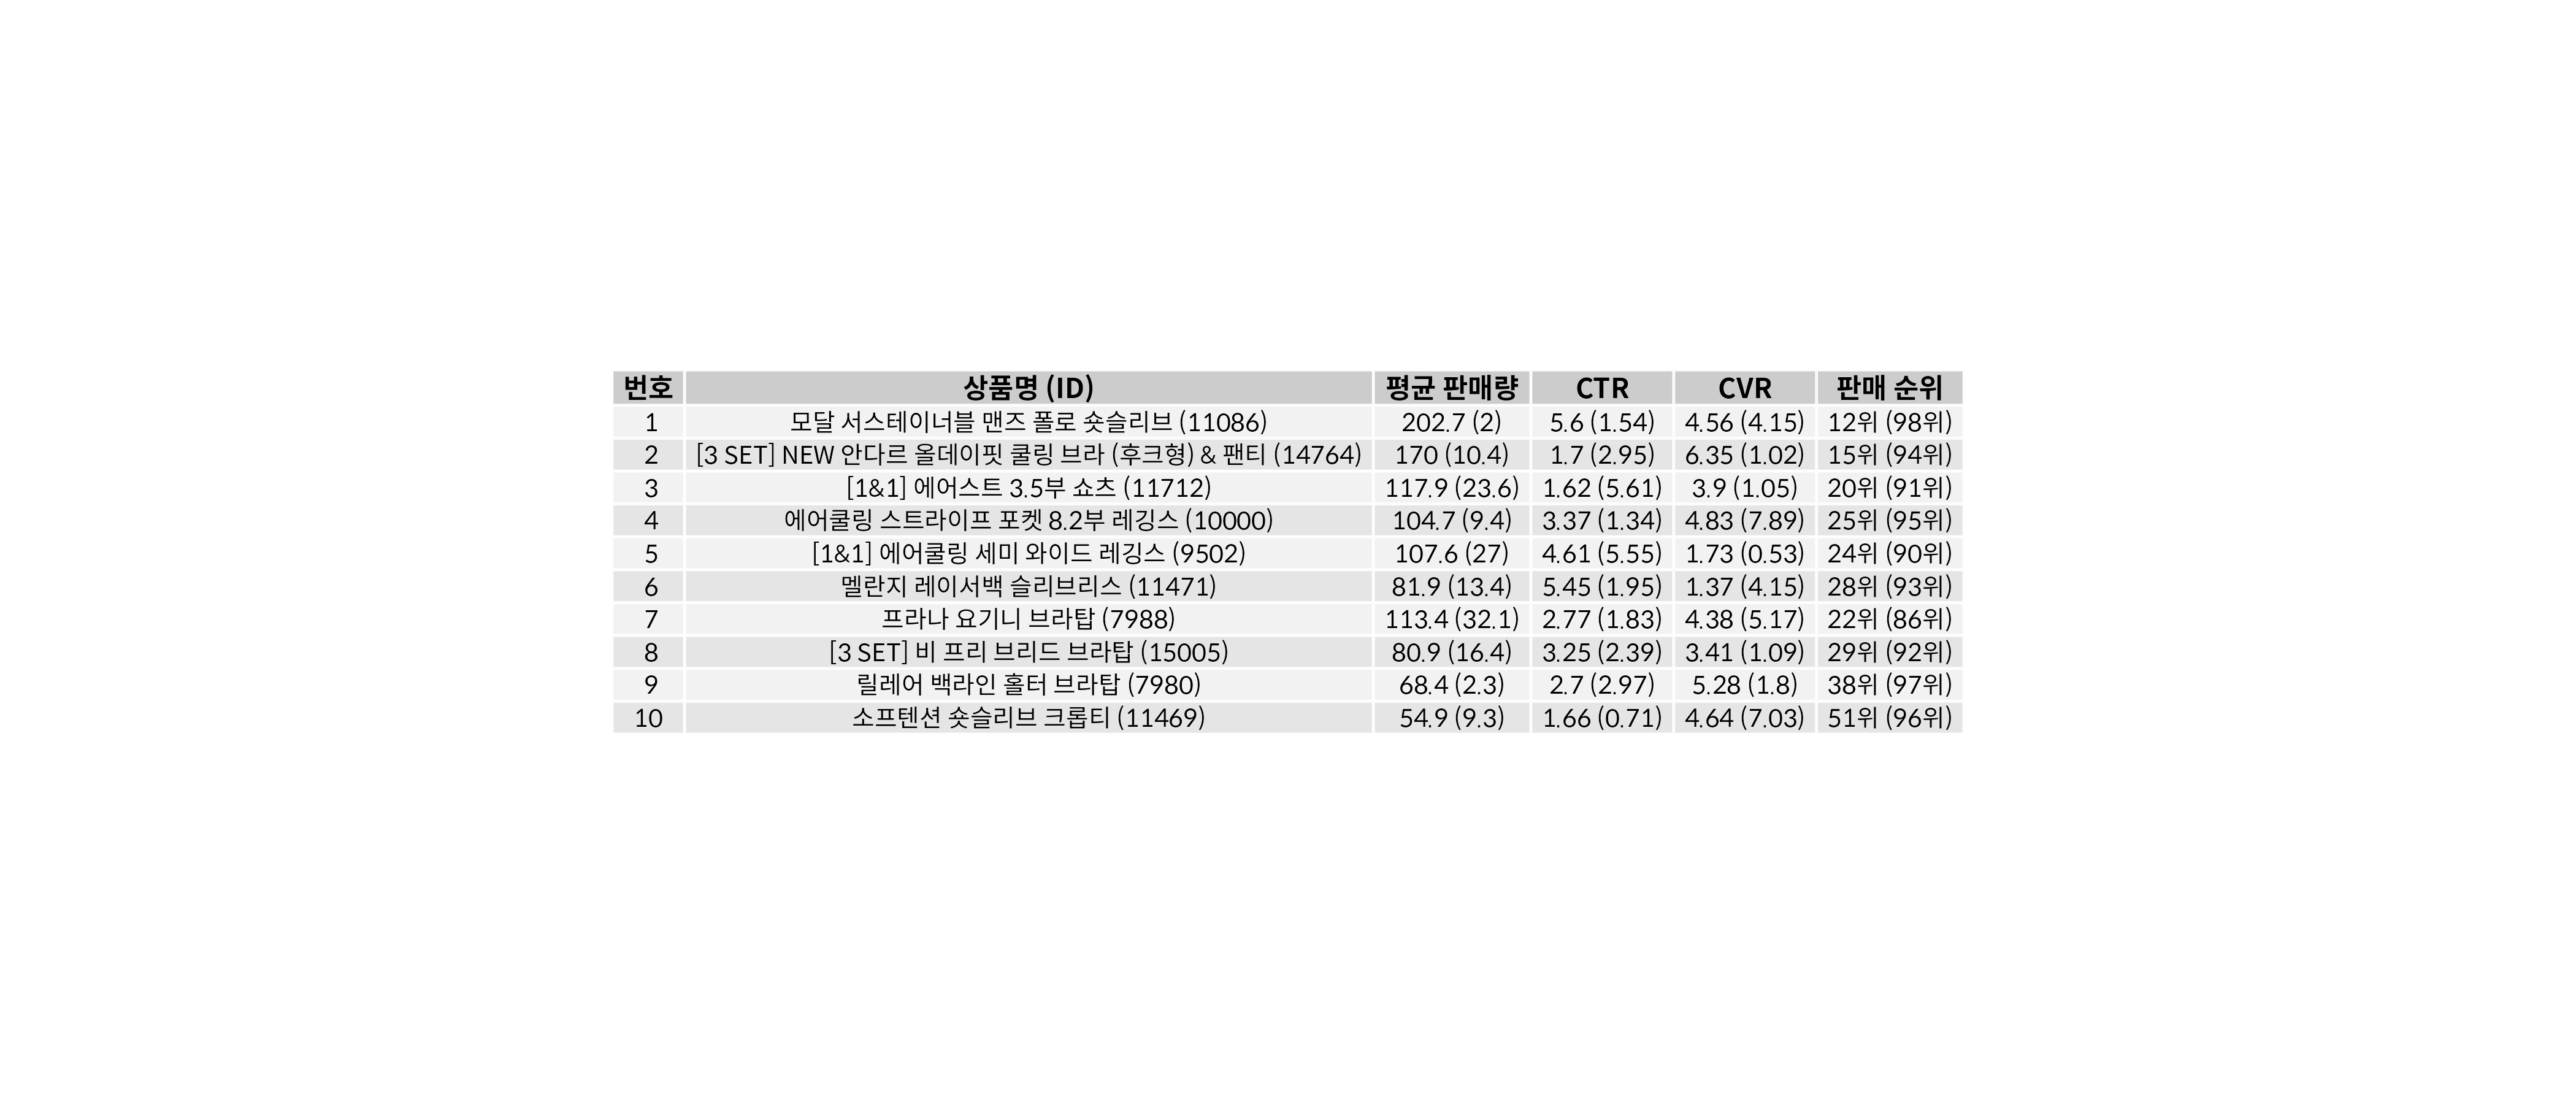 번호 상품명 (ID) 평균 판매량 CTR CVR 판매 순위
1 모달 서스테이너블 맨즈 폴로 숏슬리브 (11086) 202.7 (2) 5.6 (1.54) 4.56 (4.15) 12위 (98위)
2 [3 SET] NEW 안다르 올데이핏 쿨링 브라 (후크형) & 팬티 (14764) 170 (10.4) 1.7 (2.95) 6.35 (1.02) 15위 (94위)
3 [1&1] 에어스트 3.5부 쇼츠 (11712) 117.9 (23.6) 1.62 (5.61) 3.9 (1.05) 20위 (91위)
4 에어쿨링 스트라이프 포켓 8.2부 레깅스 (10000) 104.7 (9.4) 3.37 (1.34) 4.83 (7.89) 25위 (95위)
5 [1&1] 에어쿨링 세미 와이드 레깅스 (9502) 107.6 (27) 4.61 (5.55) 1.73 (0.53) 24위 (90위)
6 멜란지 레이서백 슬리브리스 (11471) 81.9 (13.4) 5.45 (1.95) 1.37 (4.15) 28위 (93위)
7 프라나 요기니 브라탑 (7988) 113.4 (32.1) 2.77 (1.83) 4.38 (5.17) 22위 (86위)
8 [3 SET] 비 프리 브리드 브라탑 (15005) 80.9 (16.4) 3.25 (2.39) 3.41 (1.09) 29위 (92위)
9 릴레어 백라인 홀터 브라탑 (7980) 68.4 (2.3) 2.7 (2.97) 5.28 (1.8) 38위 (97위)
10 소프텐션 숏슬리브 크롭티 (11469) 54.9 (9.3) 1.66 (0.71) 4.64 (7.03) 51위 (96위)